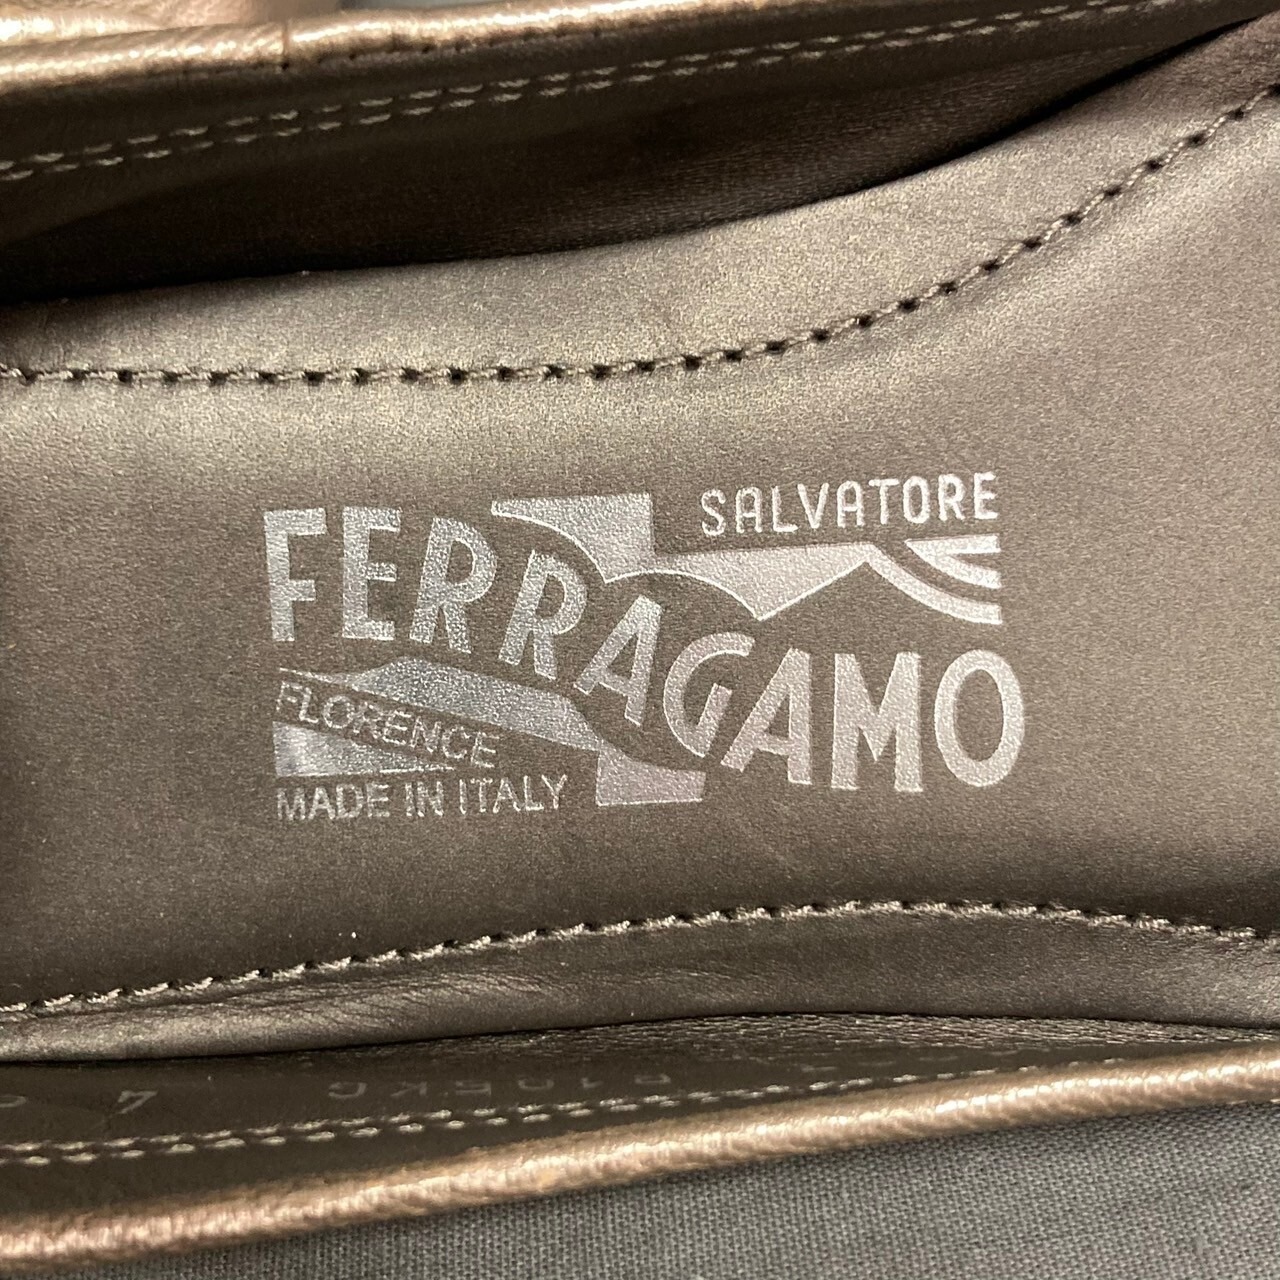 SALVATORE
FERRAGAMO
FLORENCE
MADE IN ITALY